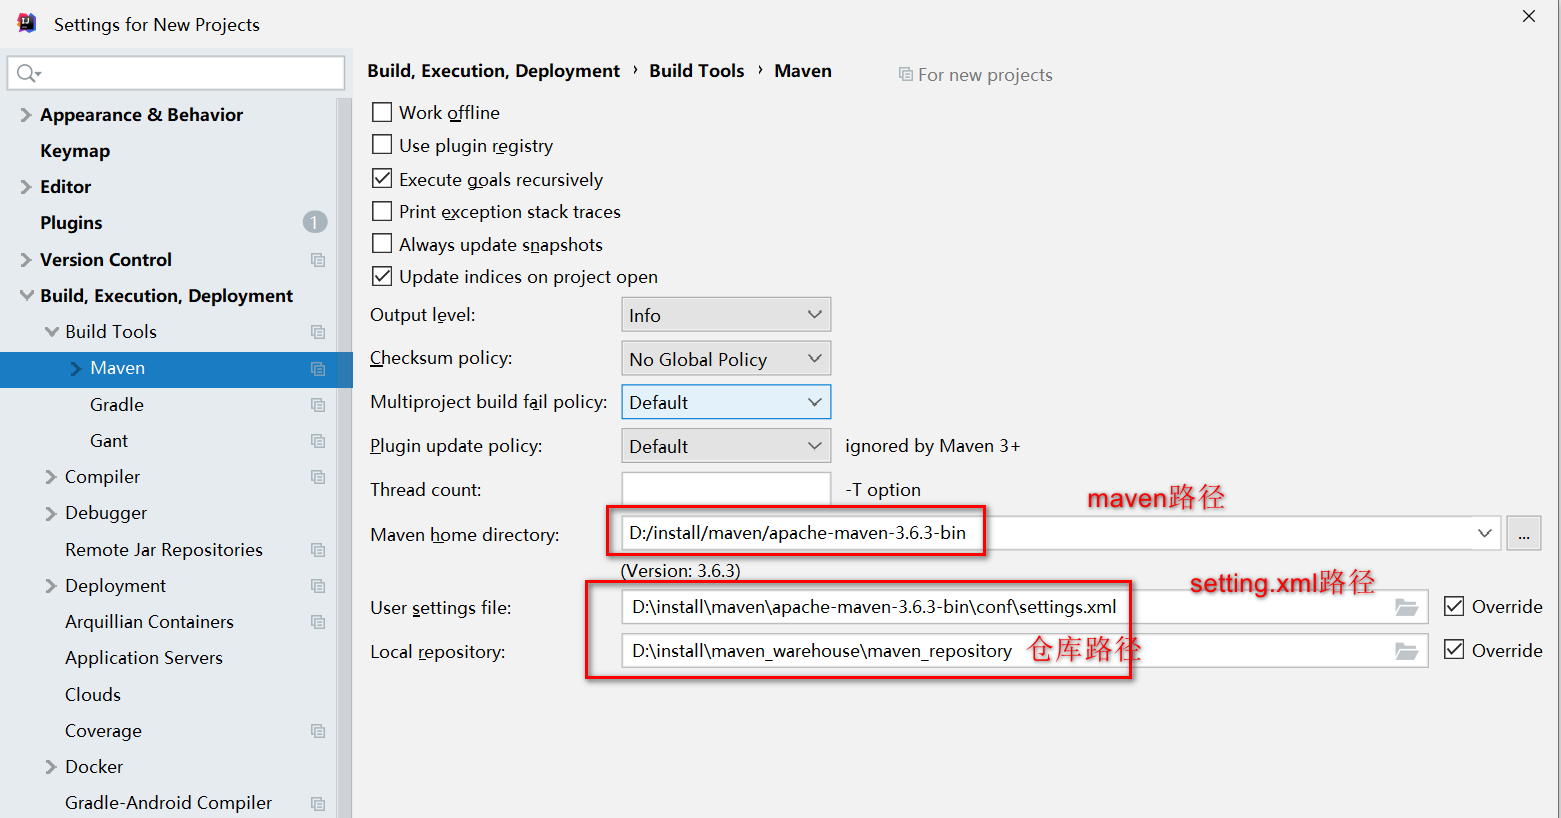 Settings for New Projects
Appearance & Behavior
Keymap
Editor
Plugins 1
Version Control
Build, Execution, Deployment
Build Tools
Maven
Gradle
Gant
Compiler
Debugger
Remote Jar Repositories
Deployment
Arquillian Containers
Application Servers
Clouds
Coverage
Docker
Gradle-Android Compiler
Build, Execution, Deployment › Build Tools › Maven For new projects
Work offline
Use plugin registry
Execute goals recursively
Print exception stack traces
Always update snapshots
Update indices on project open
Output level: Info
Checksum policy: No Global Policy
Multiproject build fail policy: Default
Plugin update policy: Default ignored by Maven 3+
Thread count: -T option
maven路径
Maven home directory: D:/install/maven/apache-maven-3.6.3-bin ...
(Version: 3.6.3)
setting.xml路径
User settings file: D:\install\maven\apache-maven-3.6.3-bin\conf\settings.xml Override
Local repository: D:\install\maven_warehouse\maven_repository 仓库路径 Override